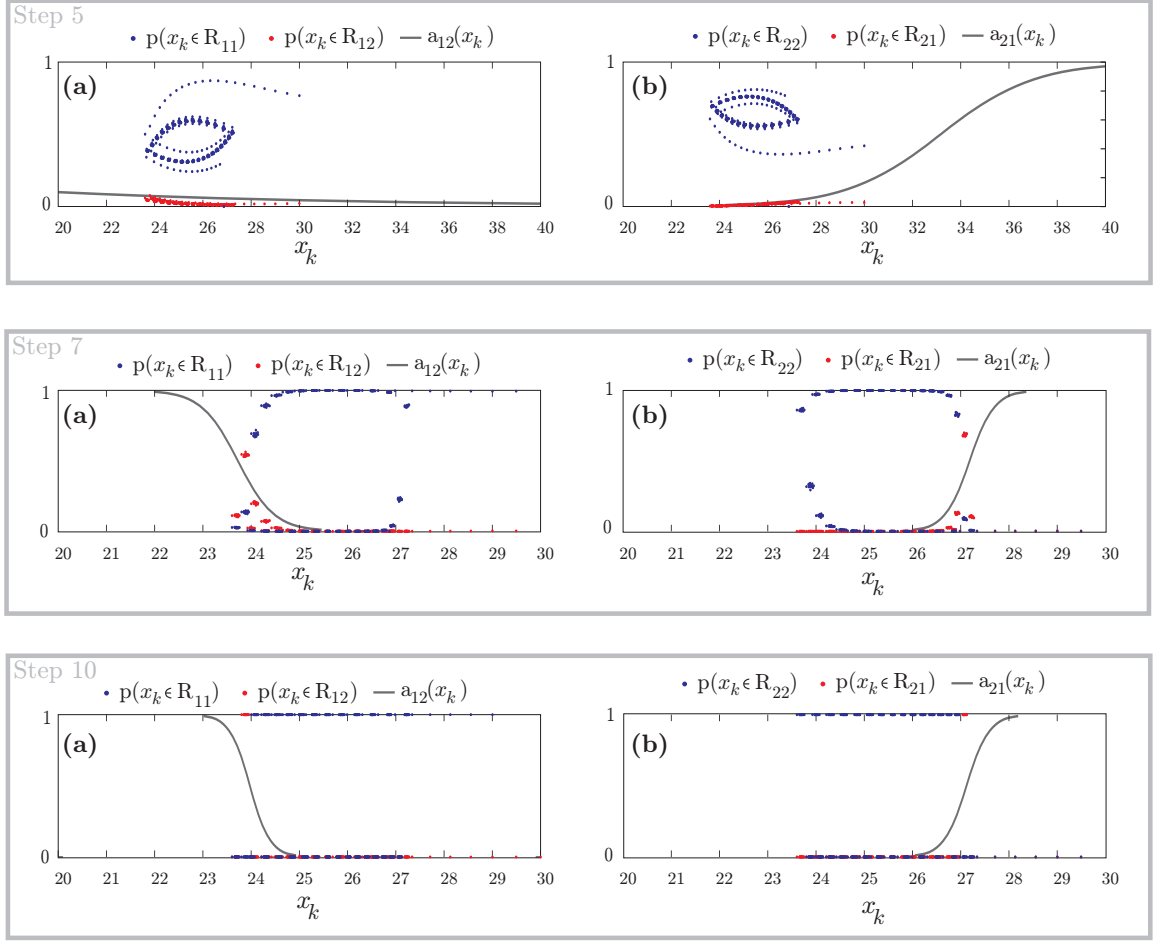 Step 5
p(x_k ϵ R_11) p(x_k ϵ R_12) a_12(x_k)
p(x_k ϵ R_22) p(x_k ϵ R_21) a_21(x_k)
1
(a)
0
20 22 24 26 28 30 32 34 36 34 40
x_k
1
(b)
0
20 22 24 26 28 30 32 34 36 35 40
x_k
Step 7
p(x_k ϵ R_11) p(x_k ϵ R_12) a_12(x_k)
p(x_k ϵ R_22) p(x_k ϵ R_21) a_21(x_k)
1
(a)
0
20 21 22 23 24 25 26 27 28 29 30
x_k
1
(b)
0
20 21 22 23 24 25 26 27 28 29 30
x_k
Step 10
p(x_k ϵ R_11) p(x_k ϵ R_12) a_12(x_k)
p(x_k ϵ R_22) p(x_k ϵ R_21) a_21(x_k)
1
(a)
0
20 21 22 23 24 25 26 27 28 29 30
x_k
1
(b)
0
20 21 22 23 24 25 26 27 28 29 30
x_k